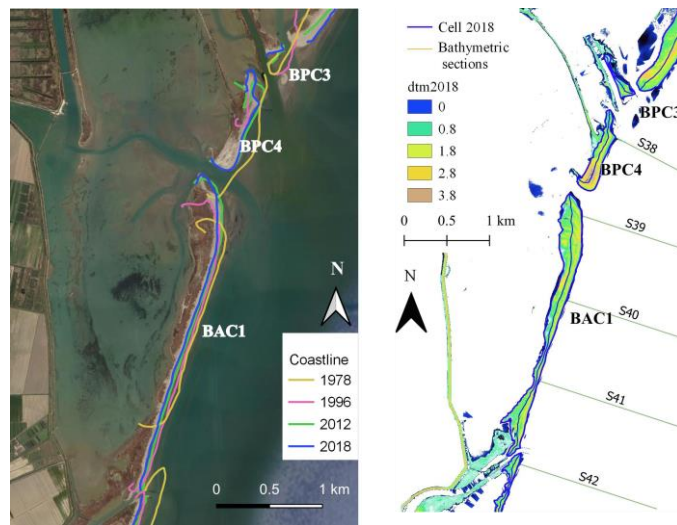 BPC3
BPC4
N
BAC1
Coastline
1978
1996
2012
2018
0 0.5 1 km
Cell 2018
Bathymetric
sections
dtm2018
0
0.8
1.8
2.8
3.8
0 0.5 1 km
N
BPC3
S38
BPC4
S39
S40
BAC1
S41
S42